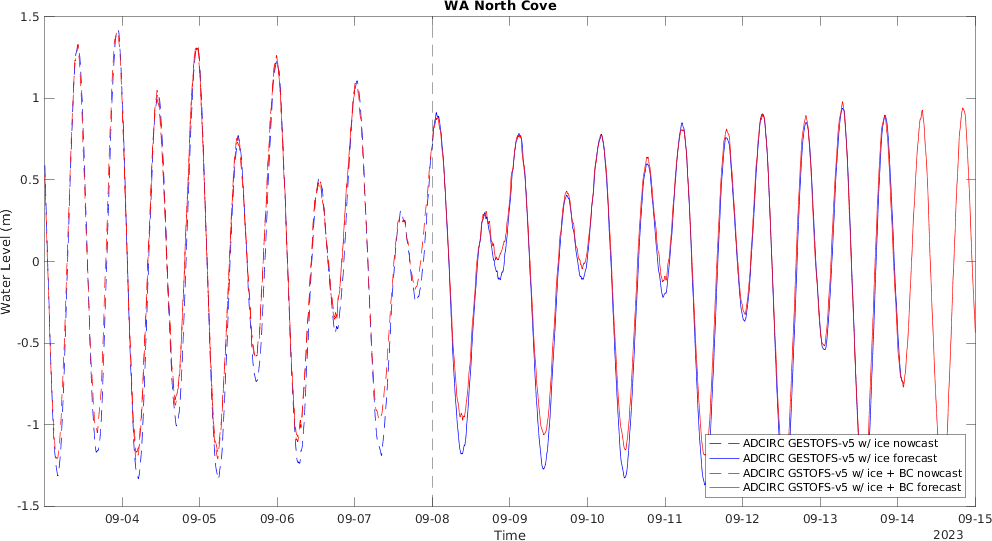 WA North Cove
1.5
1
0.5
0
-0.5
-1
-1.5
Water Level (m)
09-04 09-05 09-06 09-07 09-08 09-09 09-10 09-11 09-12 09-13 09-14 09-15
Time
2023
ADCIRC GESTOFS-v5 w/ ice nowcast
ADCIRC GESTOFS-v5 w/ ice forecast
ADCIRC GSTOFS-v5 w/ ice + BC nowcast
ADCIRC GSTOFS-v5 w/ ice + BC forecast